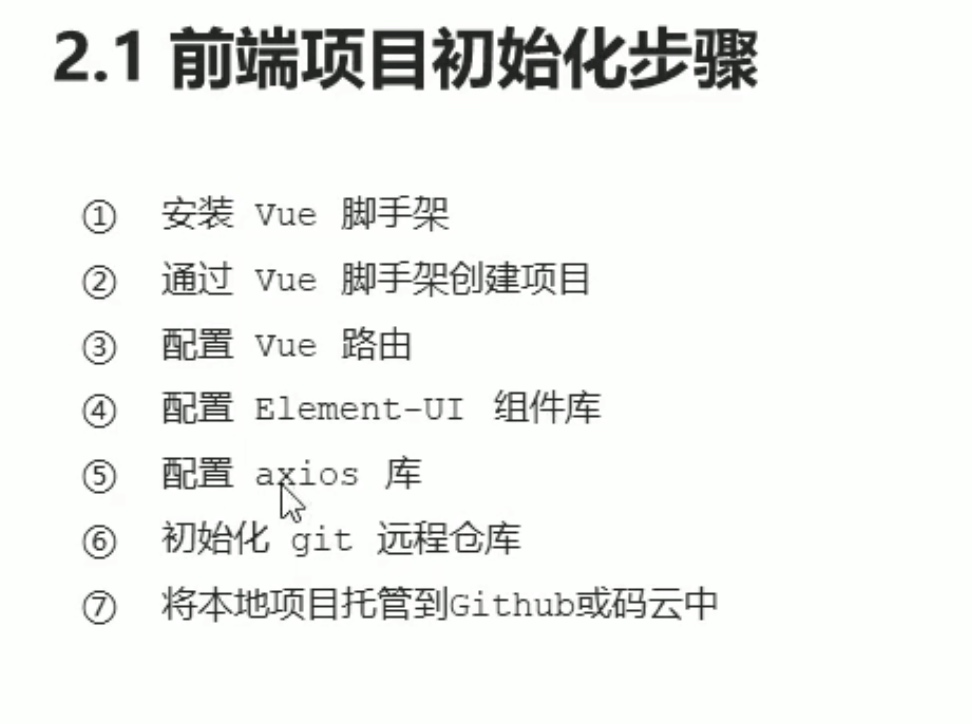 2.1 前端项目初始化步骤
① 安装 Vue 脚手架
② 通过 Vue 脚手架创建项目
③ 配置 Vue 路由
④ 配置 Element-UI 组件库
⑤ 配置 axios 库
⑥ 初始化 git 远程仓库
⑦ 将本地项目托管到Github或码云中